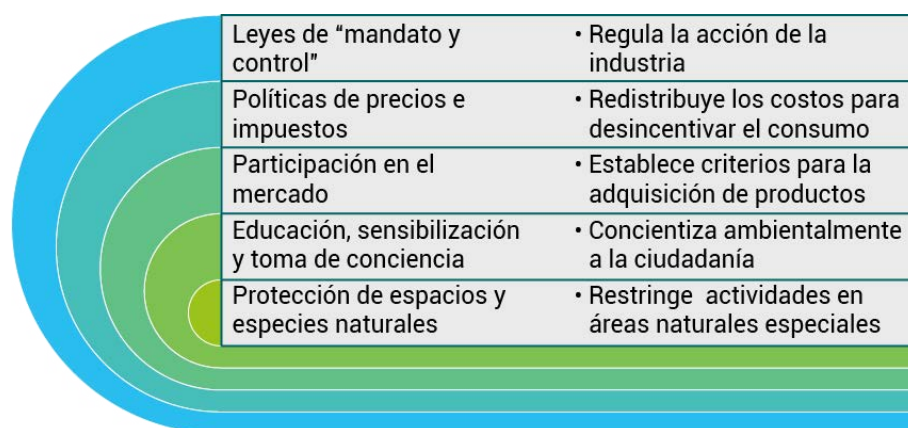 Leyes de “mandato y
control”
• Regula la acción de la
industria
Políticas de precios e
impuestos
• Redistribuye los costos para
desincentivar el consumo
Participación en el
mercado
• Establece criterios para la
adquisición de productos
Educación, sensibilización
y toma de conciencia
• Concientiza ambientalmente
a la ciudadanía
Protección de espacios y
especies naturales
• Restringe actividades en
áreas naturales especiales